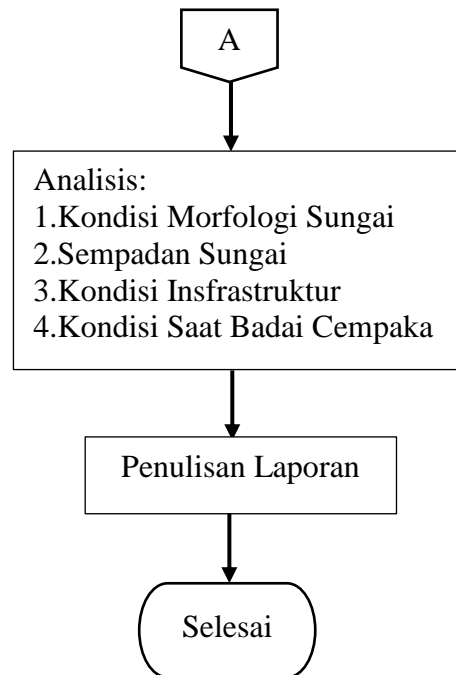 A
Analisis:
1.Kondisi Morfologi Sungai
2.Sempadan Sungai
3.Kondisi Insfrastruktur
4.Kondisi Saat Badai Cempaka
Penulisan Laporan
Selesai